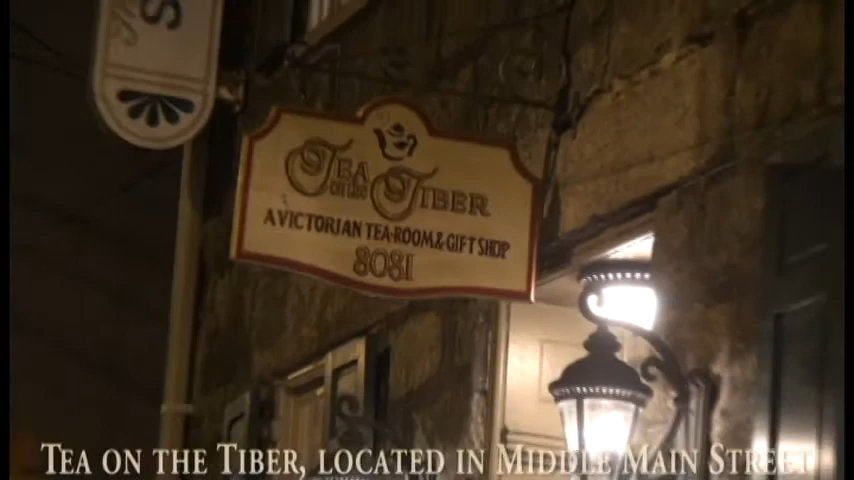 S
TEA
ON THE TIBER
A VICTORIAN TEA-ROOM & GIFT SHOP
8081
TEA ON THE TIBER, LOCATED IN MIDDLE MAIN STREET